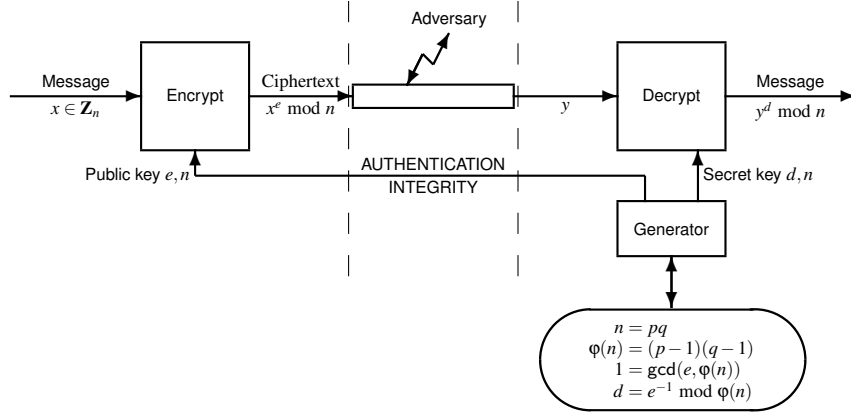 Adversary
Message
x ∈ Z_n
Encrypt
Ciphertext
x^e mod n
y
Decrypt
Message
y^d mod n
Public key e,n
AUTHENTICATION
INTEGRITY
Secret key d,n
Generator
n = pq
φ(n) = (p−1)(q−1)
1 = gcd(e,φ(n))
d = e^−1 mod φ(n)